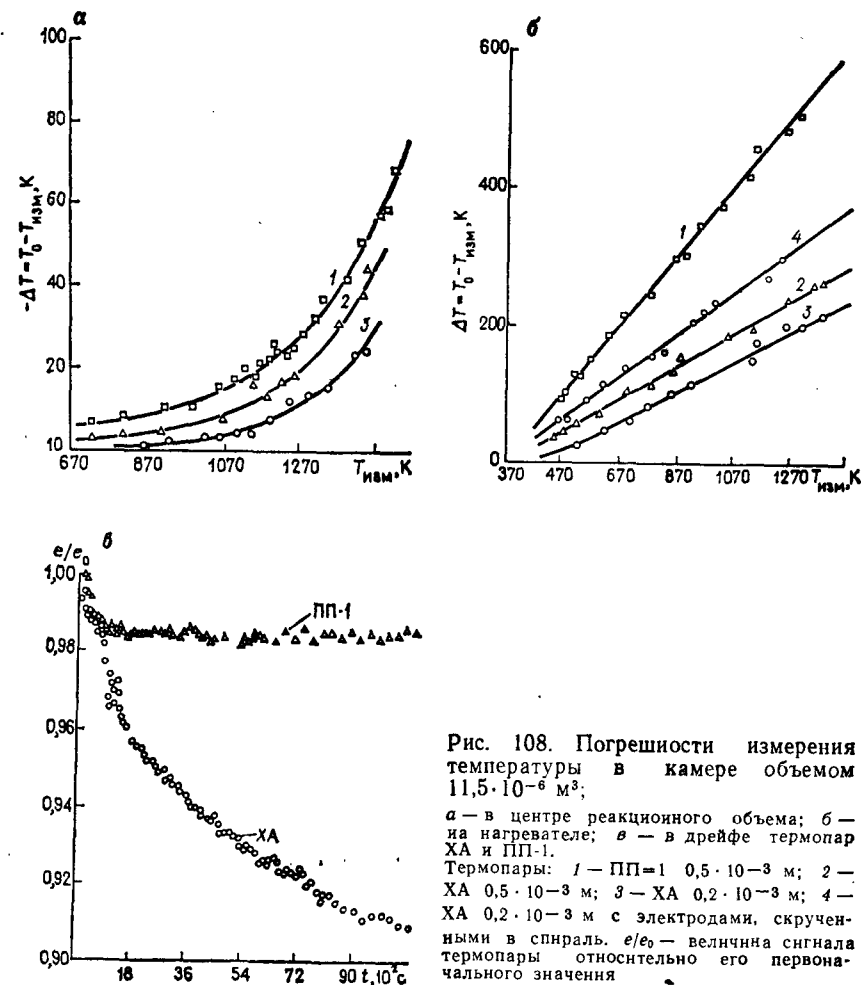 а
100
80
60
40
20
10
-ΔT=T₀-Tизм, К
1
2
3
670 870 1070 1270 Tизм, К
б
600
400
200
0
ΔT=T₀-Tизм, К
1
4
2
3
370 470 670 870 1070 1270 Tизм, К
e/e₀ в
1,00
0,98
0,96
0,94
0,92
0,90
ПП-1
ХА
18 36 54 72 90 t, 10²с
Рис. 108. Погрешиости измерения
температуры в камере объемом
11,5·10⁻⁶ м³;
а — в центре реакциоиного объема; б —
иа нагревателе; в — в дрейфе термопар
ХА и ПП-1.
Термопары: 1 — ПП=1 0,5·10−3 м; 2 —
ХА 0,5·10−3 м; 3 — ХА 0,2·10−3 м; 4 —
ХА 0,2·10−3 м с электродами, скручен-
ными в спираль. e/e₀ — величина сигнала
термопары относительно его первона-
чального значения